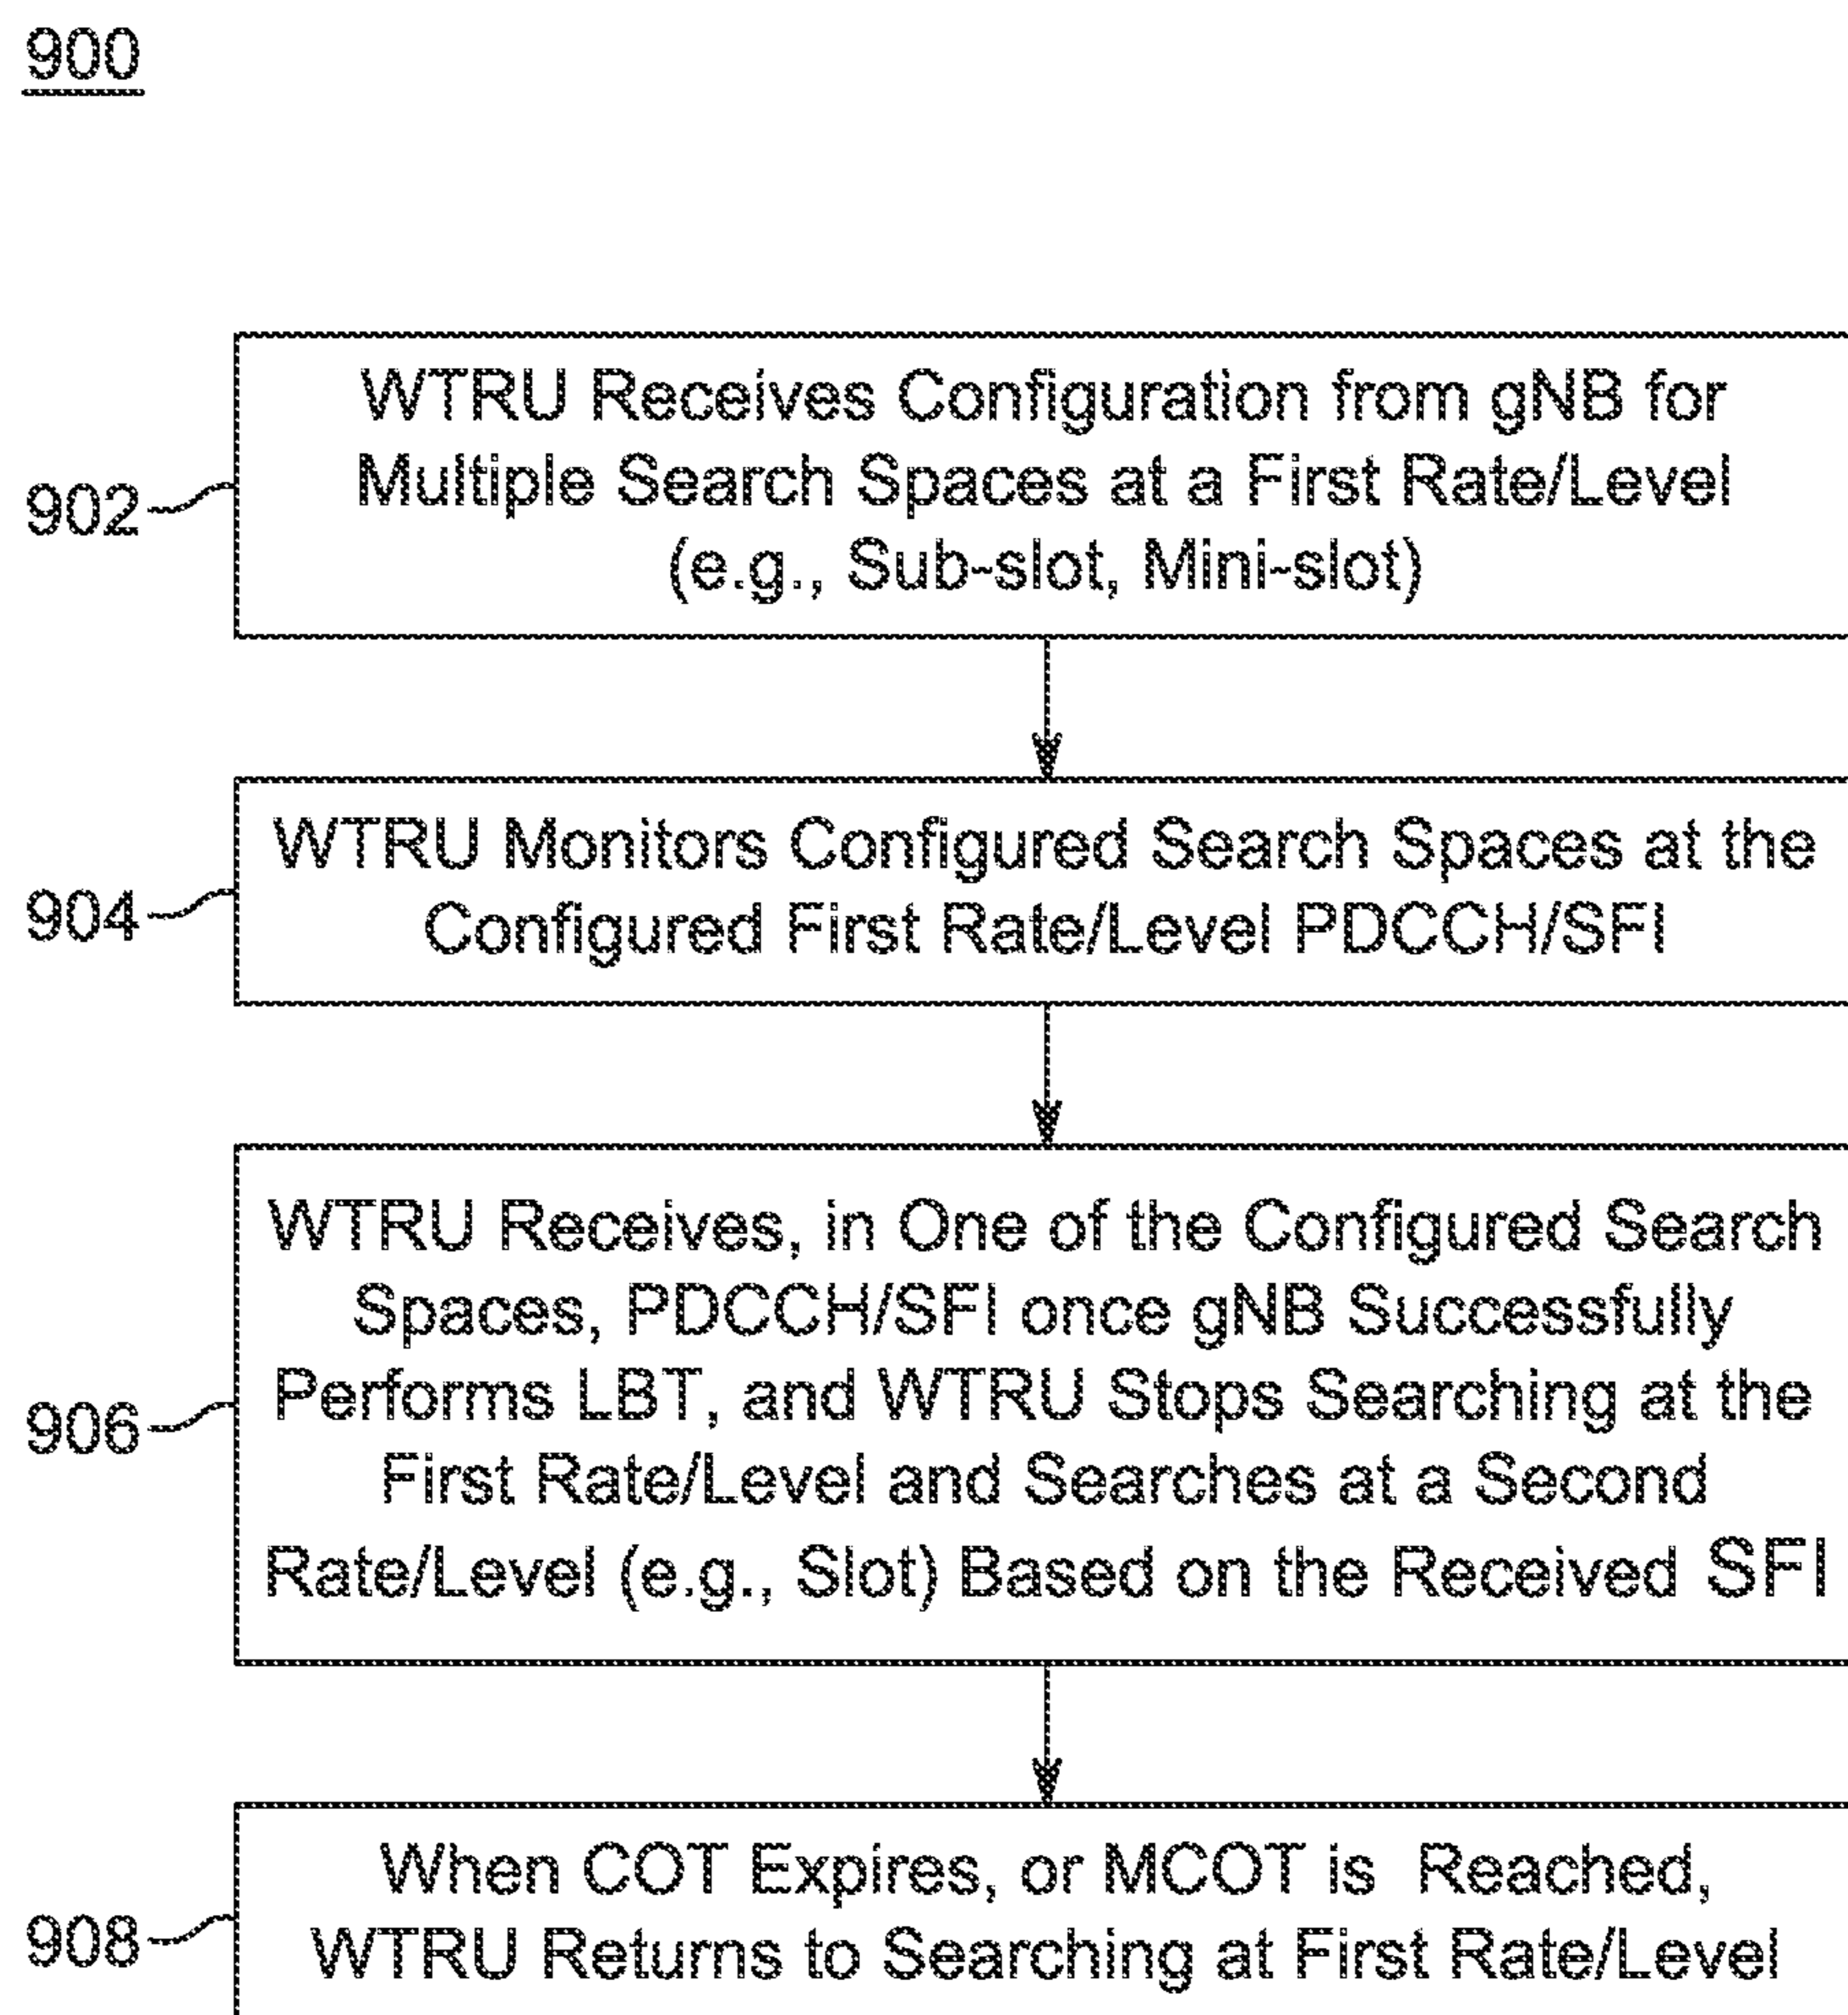 900
902
WTRU Receives Configuration from gNB for
Multiple Search Spaces at a First Rate/Level
(e.g., Sub-slot, Mini-slot)
904
WTRU Monitors Configured Search Spaces at the
Configured First Rate/Level PDCCH/SFI
906
WTRU Receives, in One of the Configured Search
Spaces, PDCCH/SFI once gNB Successfully
Performs LBT, and WTRU Stops Searching at the
First Rate/Level and Searches at a Second
Rate/Level (e.g., Slot) Based on the Received SFI
908
When COT Expires, or MCOT is Reached,
WTRU Returns to Searching at First Rate/Level